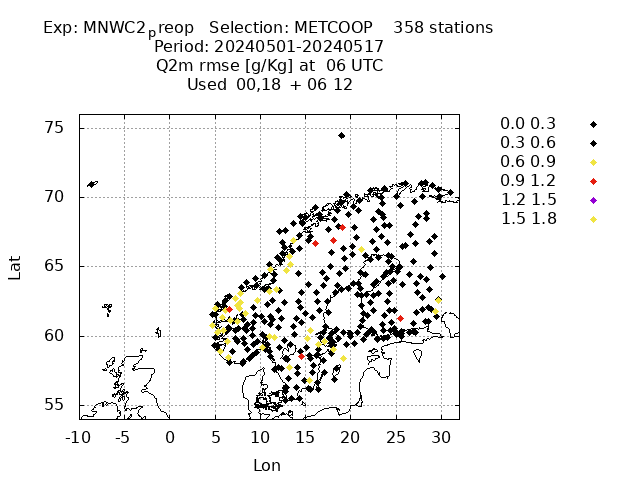 Exp: MNWC2preop Selection: METCOOP 358 stations
Period: 20240501-20240517
Q2m rmse [g/Kg] at 06 UTC
Used 00,18 + 06 12
0.0 0.3
0.3 0.6
0.6 0.9
0.9 1.2
1.2 1.5
1.5 1.8
75
70
65
60
55
Lat
-10 -5 0 5 10 15 20 25 30
Lon